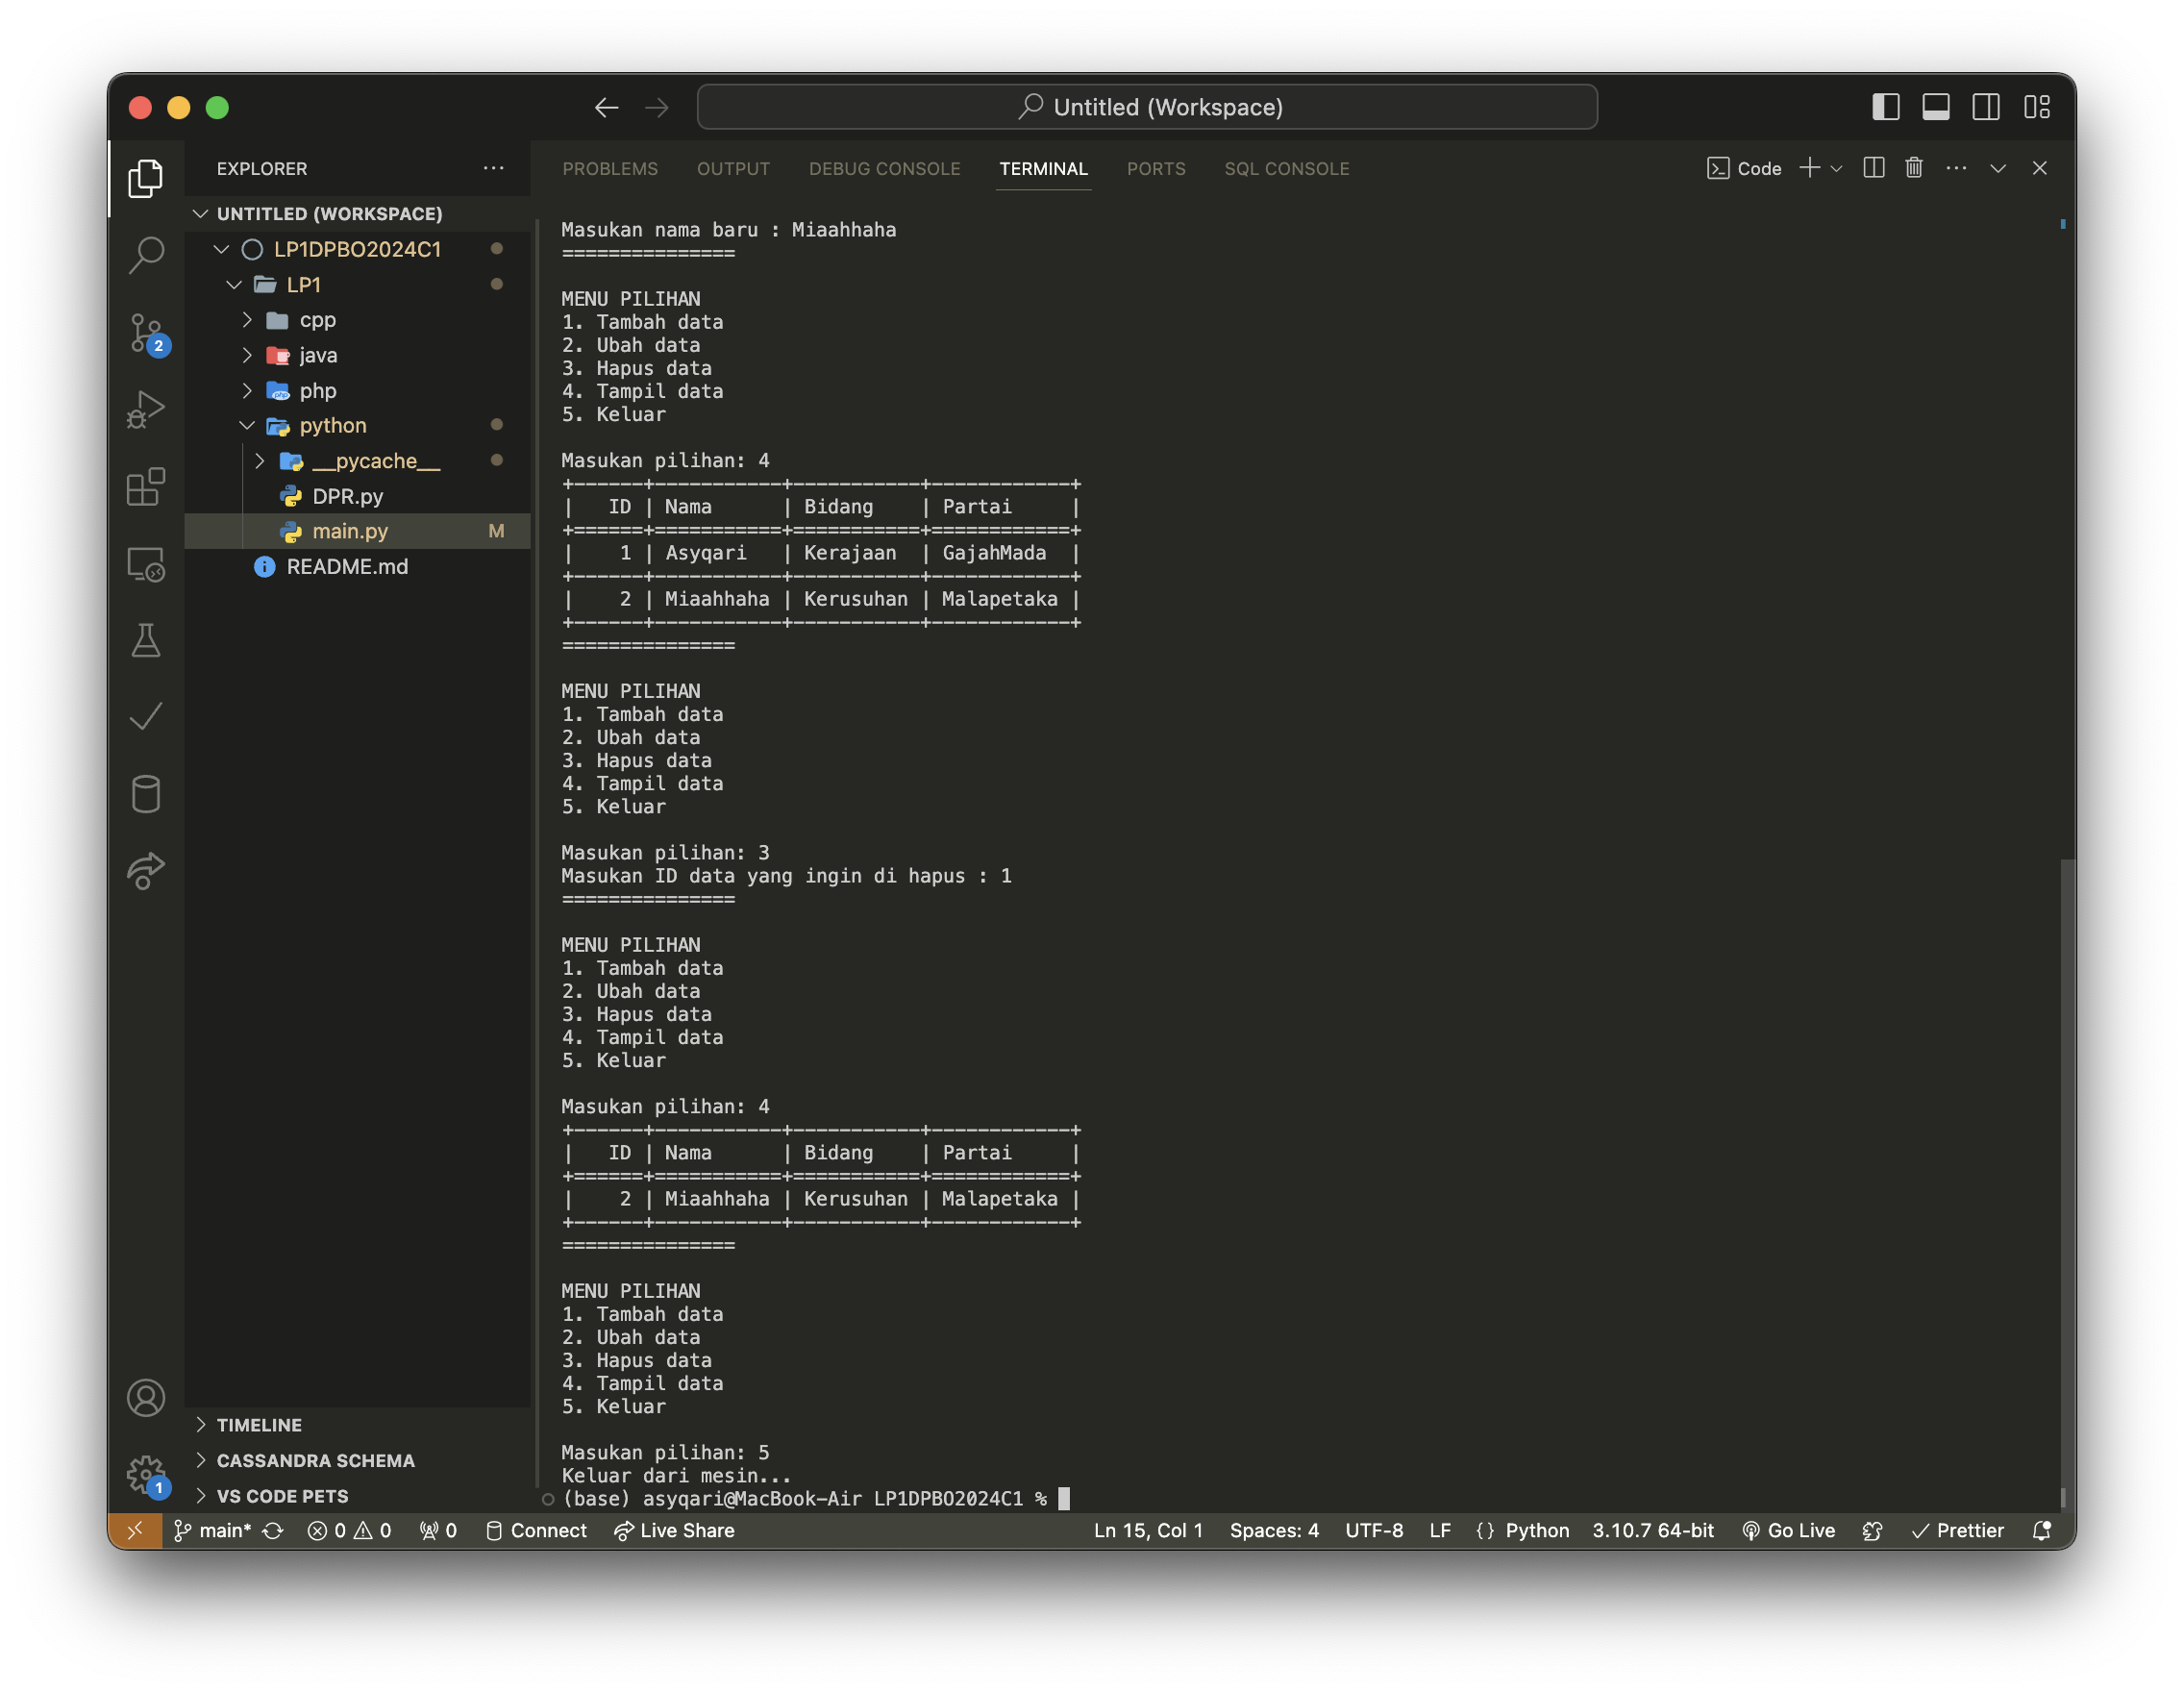 Untitled (Workspace)
EXPLORER
UNTITLED (WORKSPACE)
LP1DPBO2024C1
LP1
cpp
java
php
python
__pycache__
DPR.py
main.py M
README.md
TIMELINE
CASSANDRA SCHEMA
VS CODE PETS
2
1
PROBLEMS OUTPUT DEBUG CONSOLE TERMINAL PORTS SQL CONSOLE
Code
Masukan nama baru : Miaahhaha
===============
MENU PILIHAN
1. Tambah data
2. Ubah data
3. Hapus data
4. Tampil data
5. Keluar
Masukan pilihan: 4
+------+-----------+-----------+------------+
|   ID | Nama      | Bidang    | Partai     |
+======+===========+===========+============+
|    1 | Asyqari   | Kerajaan  | GajahMada  |
+------+-----------+-----------+------------+
|    2 | Miaahhaha | Kerusuhan | Malapetaka |
+------+-----------+-----------+------------+
===============
MENU PILIHAN
1. Tambah data
2. Ubah data
3. Hapus data
4. Tampil data
5. Keluar
Masukan pilihan: 3
Masukan ID data yang ingin di hapus : 1
===============
MENU PILIHAN
1. Tambah data
2. Ubah data
3. Hapus data
4. Tampil data
5. Keluar
Masukan pilihan: 4
+------+-----------+-----------+------------+
|   ID | Nama      | Bidang    | Partai     |
+======+===========+===========+============+
|    2 | Miaahhaha | Kerusuhan | Malapetaka |
+------+-----------+-----------+------------+
===============
MENU PILIHAN
1. Tambah data
2. Ubah data
3. Hapus data
4. Tampil data
5. Keluar
Masukan pilihan: 5
Keluar dari mesin...
(base) asyqari@MacBook-Air LP1DPBO2024C1 %
main* 0 0 0 Connect Live Share Ln 15, Col 1 Spaces: 4 UTF-8 LF {} Python 3.10.7 64-bit Go Live Prettier